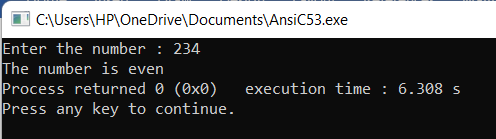 C:\Users\HP\OneDrive\Documents\AnsiC53.exe
Enter the number : 234
The number is even
Process returned 0 (0x0)   execution time : 6.308 s
Press any key to continue.